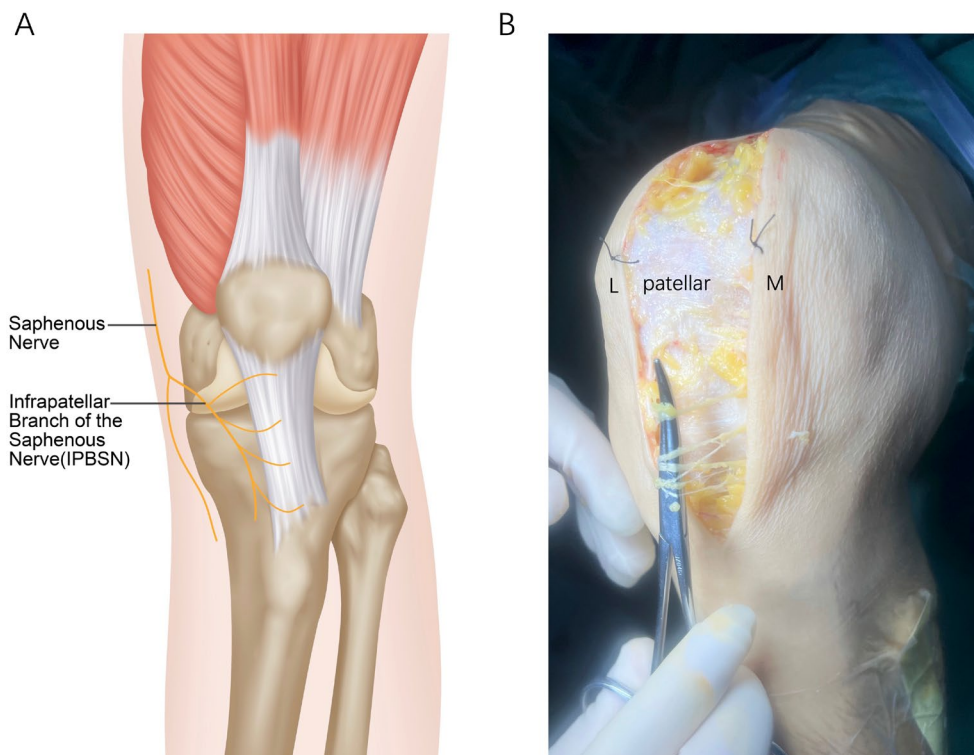 A
B
Saphenous
Nerve
Infrapatellar
Branch of the
Saphenous
Nerve(IPBSN)
L
patellar
M